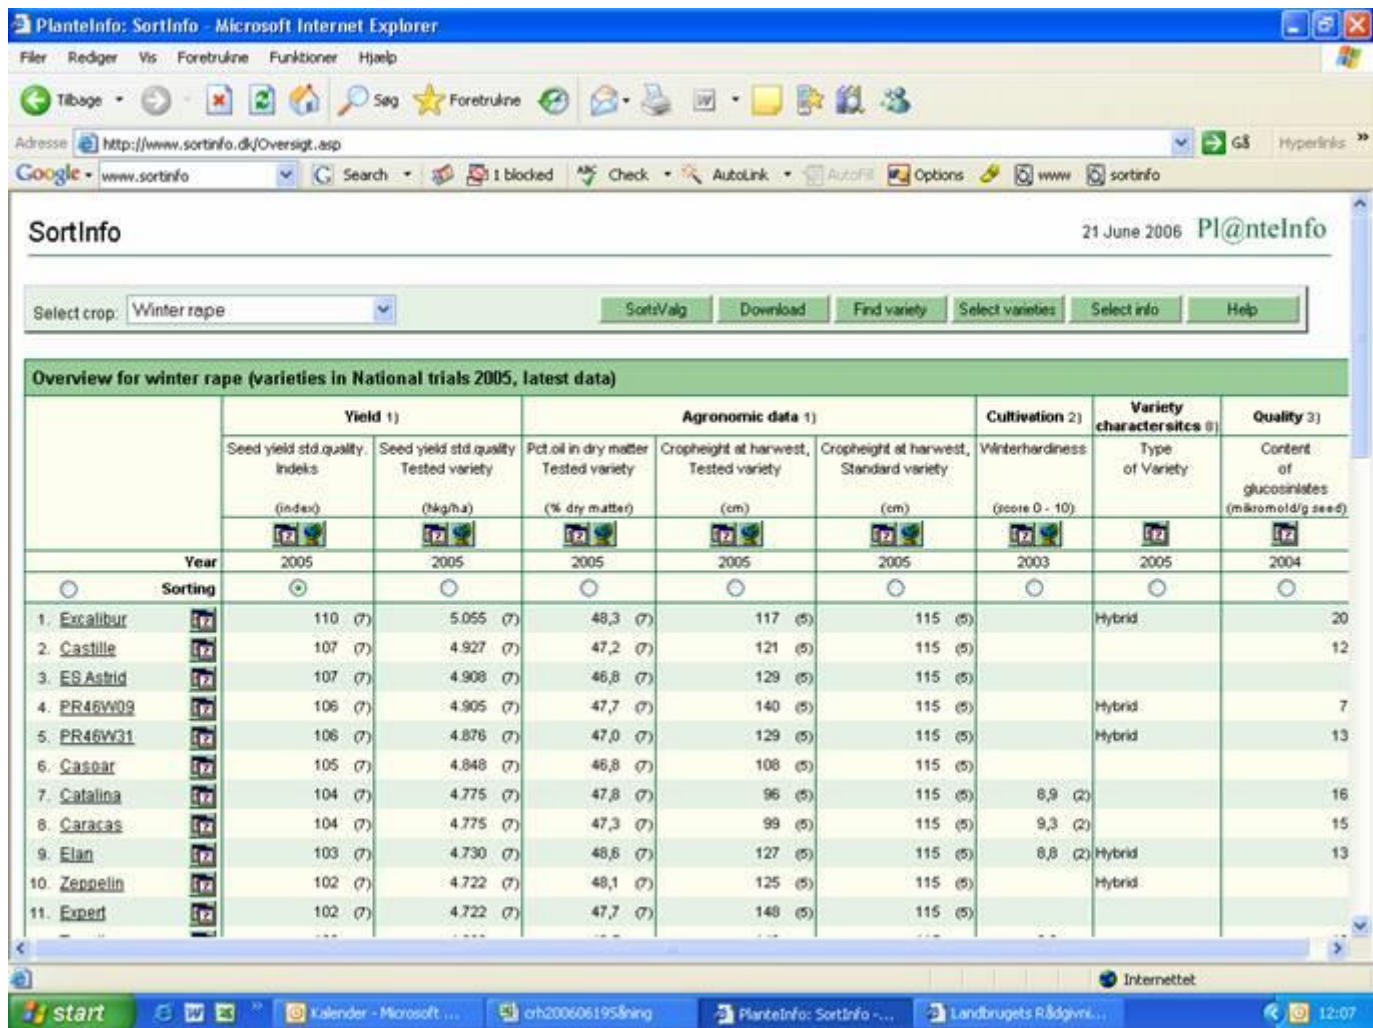 PlanteInfo: SortInfo - Microsoft Internet Explorer
Filer Rediger Vis Foretrukne Funktioner Hjælp
Tilbage Søg Foretrukne
Adresse http://www.sortinfo.dk/Oversigt.asp Gå Hyperlinks »
Google www.sortinfo Search 1 blocked Check AutoLink AutoFill Options www sortinfo
SortInfo 21 June 2006 Pl@nteInfo
Select crop: Winter rape SortsValg Download Find variety Select varieties Select info Help
Overview for winter rape (varieties in National trials 2005, latest data)
Yield 1) Agronomic data 1) Cultivation 2) Variety charactersitcs 8) Quality 3)
Seed yield std.quality. Seed yield std.quality Pct.oil in dry matter Cropheight at harwest, Cropheight at harwest, Winterhardiness Type Content
Indeks Tested variety Tested variety Tested variety Standard variety of Variety of
glucosinlates
(index) (hkg/ha) (% dry matter) (cm) (cm) (score 0 - 10) (mikromold/g seed)
Year 2005 2005 2005 2005 2005 2003 2005 2004
Sorting
1. Excalibur 110 (7) 5.055 (7) 48,3 (7) 117 (5) 115 (5) Hybrid 20
2. Castille 107 (7) 4.927 (7) 47,2 (7) 121 (5) 115 (5) 12
3. ES Astrid 107 (7) 4.908 (7) 46,8 (7) 129 (5) 115 (5)
4. PR46W09 106 (7) 4.905 (7) 47,7 (7) 140 (5) 115 (5) Hybrid 7
5. PR46W31 106 (7) 4.876 (7) 47,0 (7) 129 (5) 115 (5) Hybrid 13
6. Casoar 105 (7) 4.848 (7) 46,8 (7) 108 (5) 115 (5)
7. Catalina 104 (7) 4.775 (7) 47,8 (7) 96 (5) 115 (5) 8,9 (2) 16
8. Caracas 104 (7) 4.775 (7) 47,3 (7) 99 (5) 115 (5) 9,3 (2) 15
9. Elan 103 (7) 4.730 (7) 48,6 (7) 127 (5) 115 (5) 8,8 (2) Hybrid 13
10. Zeppelin 102 (7) 4.722 (7) 48,1 (7) 125 (5) 115 (5) Hybrid
11. Expert 102 (7) 4.722 (7) 47,7 (7) 148 (5) 115 (5)
Internettet
start Kalender - Microsoft ... crh20060619Såning PlanteInfo: SortInfo -... Landbrugets Rådgivni... 12:07